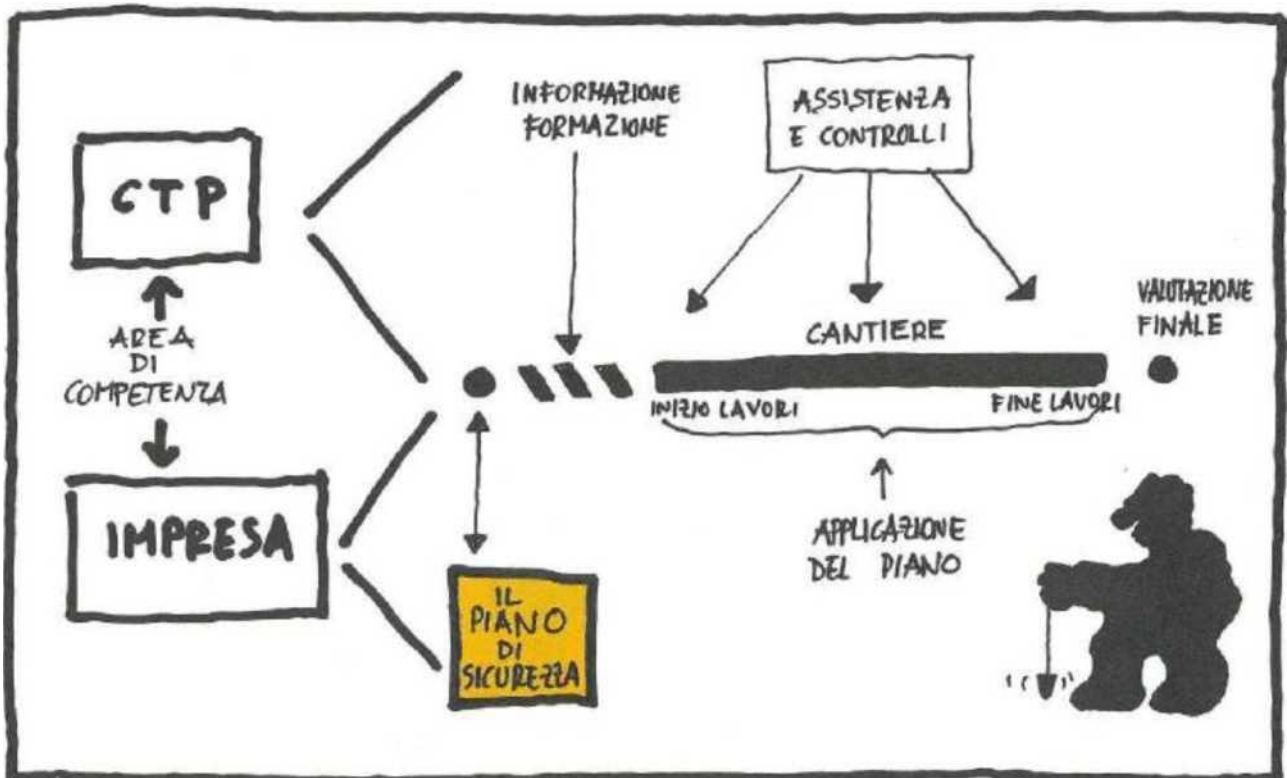 CTP
AREA
DI
COMPETENZA
IMPRESA
INFORMAZIONE
FORMAZIONE
ASSISTENZA
E CONTROLLI
CANTIERE
INIZIO LAVORI
FINE LAVORI
VALUTAZIONE
FINALE
APPLICAZIONE
DEL PIANO
IL
PIANO
DI
SICUREZZA